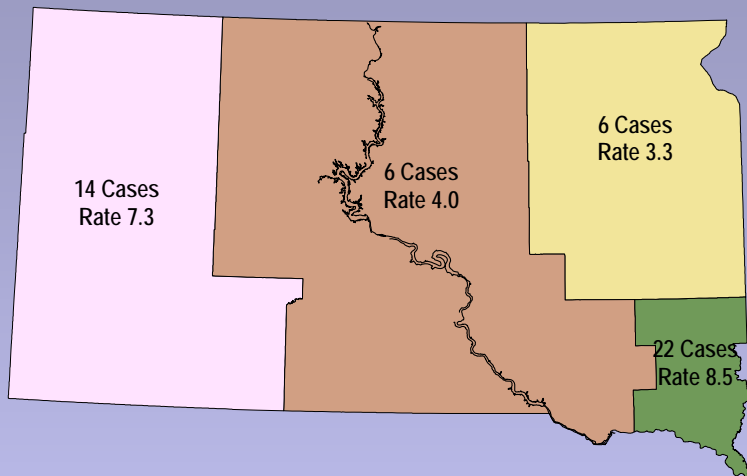 14 Cases
Rate 7.3
6 Cases
Rate 4.0
6 Cases
Rate 3.3
22 Cases
Rate 8.5